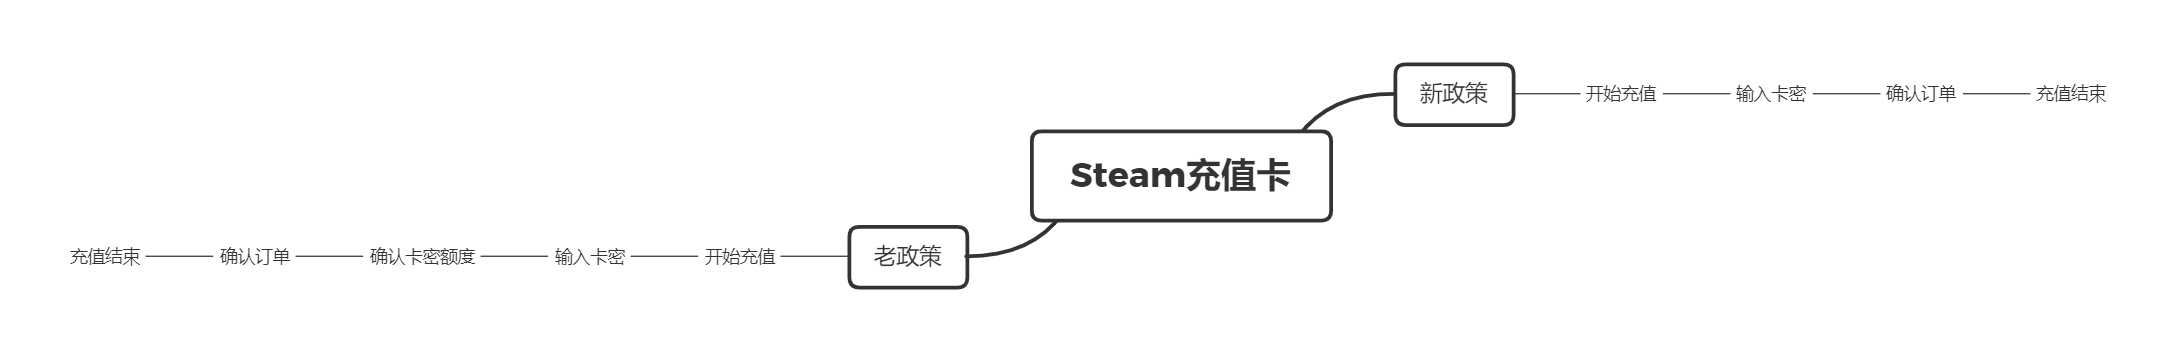 新政策
开始充值
输入卡密
确认订单
充值结束
Steam充值卡
充值结束
确认订单
确认卡密额度
输入卡密
开始充值
老政策